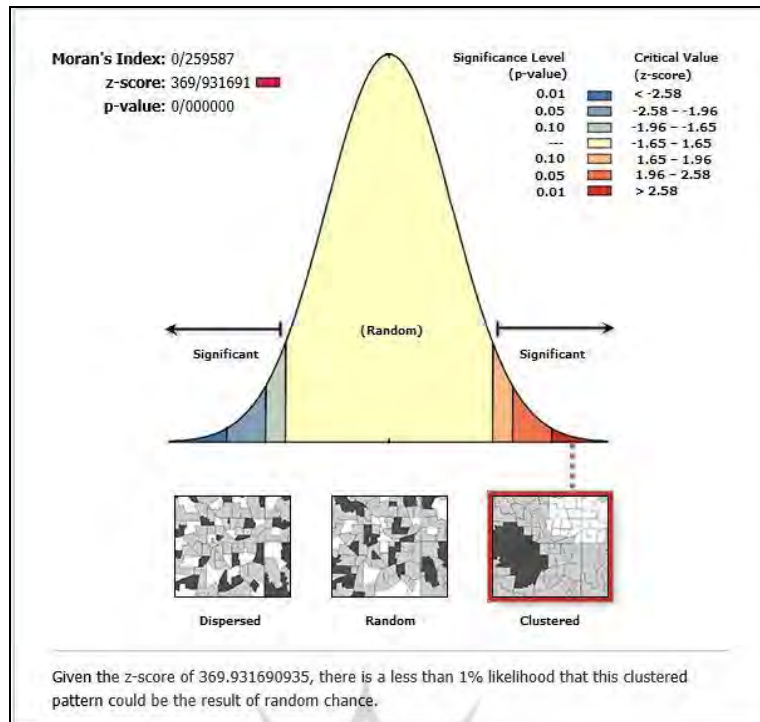 Moran's Index: 0/259587
z-score: 369/931691
p-value: 0/000000
Significance Level
(p-value)
Critical Value
(z-score)
0.01 < -2.58
0.05 -2.58 – -1.96
0.10 -1.96 – -1.65
--- -1.65 – 1.65
0.10 1.65 – 1.96
0.05 1.96 – 2.58
0.01 > 2.58
(Random)
Significant
Significant
Dispersed
Random
Clustered
Given the z-score of 369.931690935, there is a less than 1% likelihood that this clustered
pattern could be the result of random chance.